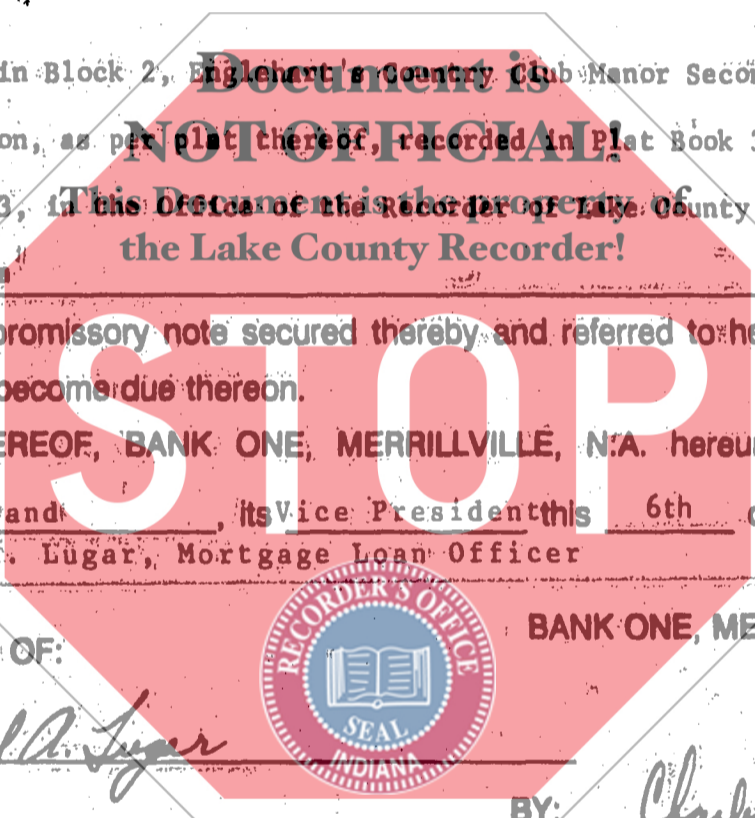 in Block 2, Englehart's Country Club Manor Secon
Document is
on, as per plat thereof, recorded in Plat Book
NOT OFFICIAL!
3, in the Office of the Recorder of Lake County
This Document is the property of
the Lake County Recorder!
promissory note secured thereby and referred to he
become due thereon.
STOP
EREOF, BANK ONE, MERRILLVILLE, N.A. hereu
and , its Vice President this 6th
. Lugar, Mortgage Loan Officer
RECORDER'S OFFICE
SEAL
INDIANA
BANK ONE, ME
OF:
A. Lugar
BY: